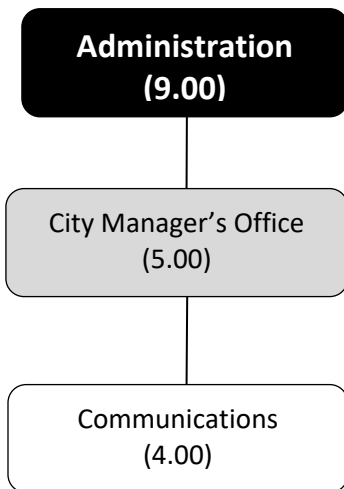 Administration
(9.00)
City Manager’s Office
(5.00)
Communications
(4.00)